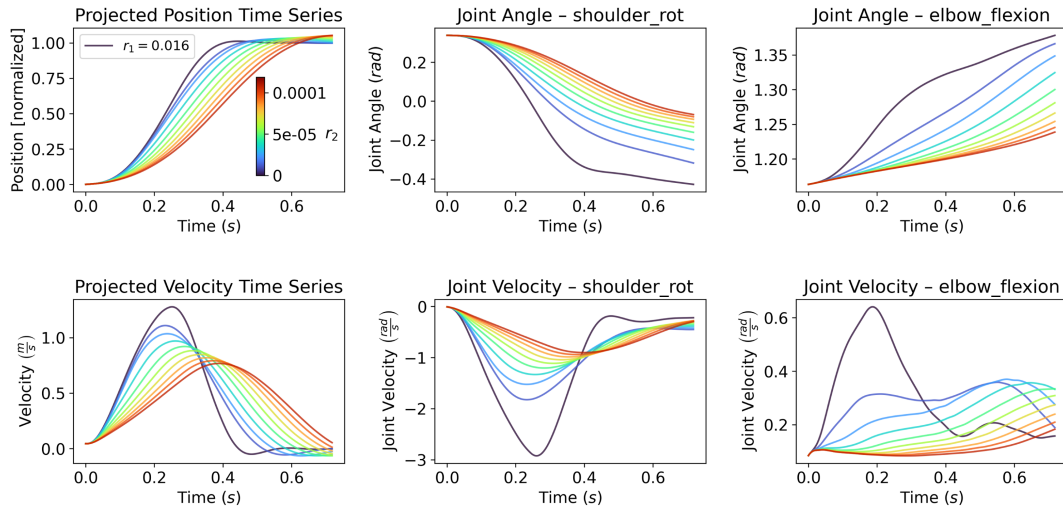 Projected Position Time Series
Position [normalized]
1.00
0.75
0.50
0.25
0.00
r₁ = 0.016
0.0001
5e-05
0
r₂
0.0
0.2
0.4
0.6
Time (s)
Joint Angle – shoulder_rot
Joint Angle (rad)
0.2
0.0
−0.2
−0.4
0.0
0.2
0.4
0.6
Time (s)
Joint Angle – elbow_flexion
Joint Angle (rad)
1.35
1.30
1.25
1.20
0.0
0.2
0.4
0.6
Time (s)
Projected Velocity Time Series
Velocity (m/s)
1.0
0.5
0.0
0.0
0.2
0.4
0.6
Time (s)
Joint Velocity – shoulder_rot
Joint Velocity (rad/s)
0
−1
−2
−3
0.0
0.2
0.4
0.6
Time (s)
Joint Velocity – elbow_flexion
Joint Velocity (rad/s)
0.6
0.4
0.2
0.0
0.2
0.4
0.6
Time (s)